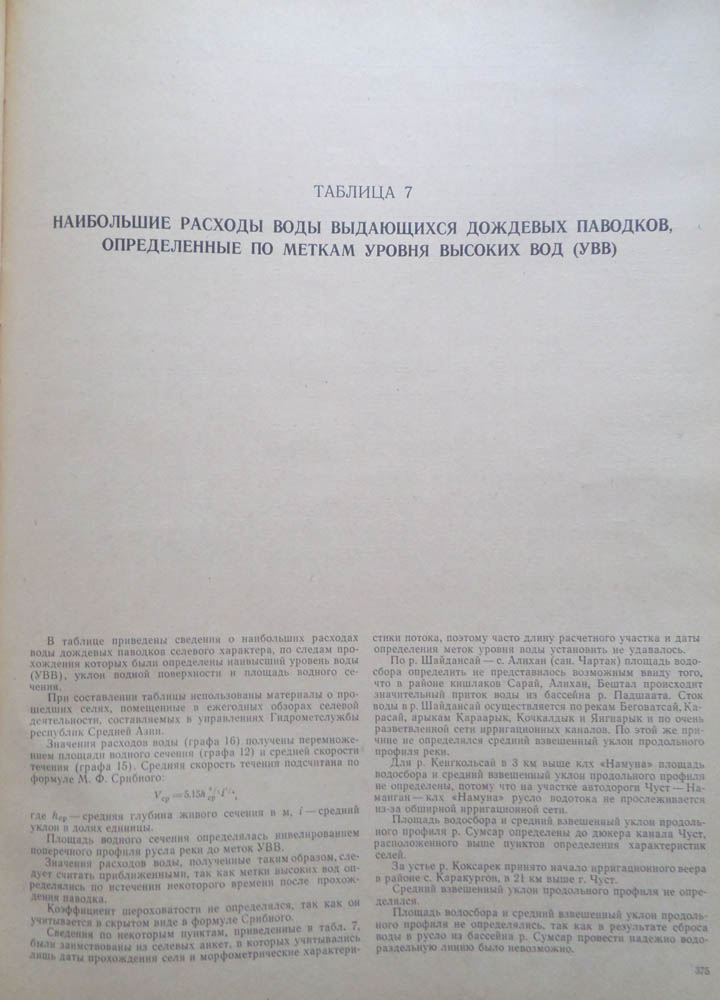 ТАБЛИЦА 7
НАИБОЛЬШИЕ РАСХОДЫ ВОДЫ ВЫДАЮЩИХСЯ ДОЖДЕВЫХ ПАВОДКОВ,
ОПРЕДЕЛЕННЫЕ ПО МЕТКАМ УРОВНЯ ВЫСОКИХ ВОД (УВВ)
В таблице приведены сведения о наибольших расходах
воды дождевых паводков селевого характера, по следам про-
хождения которых были определены наивысший уровень воды
(УВВ), уклон водной поверхности и площадь водного се-
чения.
При составлении таблицы использованы материалы о про-
шедших селях, помещенные в ежегодных обзорах селевой
деятельности, составляемых в управлениях Гидрометслужбы
республик Средней Азии.
Значения расходов воды (графа 16) получены перемноже-
нием площади водного сечения (графа 12) и средней скорости
течения (графа 15). Средняя скорость течения подсчитана по
формуле М. Ф. Срибного:
где hср — средняя глубина живого сечения в м, i — средний
уклон в долях единицы.
Площадь водного сечения определялась нивелированием
поперечного профиля русла реки до меток УВВ.
Значения расходов воды, полученные таким образом, сле-
дует считать приближенными, так как метки высоких вод оп-
ределялись по истечении некоторого времени после прохож-
дения паводка.
Коэффициент шероховатости не определялся, так как он
учитывается в скрытом виде в формуле Срибного.
Сведения по некоторым пунктам, приведенные в табл. 7,
были заимствованы из селевых анкет, в которых учитывались
лишь даты прохождения селя и морфометрические характери-
стики потока, поэтому часто длину расчетного участка и даты
определения меток уровня воды установить не удавалось.
По р. Шайдансай — с. Алихан (сан. Чартак) площадь водо-
сбора определить не представилось возможным ввиду того,
что в районе кишлаков Сарай, Алихан, Бештал происходит
значительный приток воды из бассейна р. Падшаата. Сток
воды в р. Шайдансай осуществляется по рекам Беговатсай, Ка-
расай, арыкам Караарык, Кочкалдык и Янгиарык и по очень
разветвленной сети ирригационных каналов. По этой же при-
чине не определялся средний взвешенный уклон продольного
профиля реки.
Для р. Кенгкольсай в 3 км выше клх «Намуна» площадь
водосбора и средний взвешенный уклон продольного профиля
не определены, потому что на участке автодороги Чуст — На-
манган — клх «Намуна» русло водотока не прослеживается
из-за обширной ирригационной сети.
Площадь водосбора и средний взвешенный уклон продоль-
ного профиля р. Сумсар определены до дюкера канала Чуст,
расположенного выше пунктов определения характеристик
селей.
За устье р. Коксарек принято начало ирригационного веера
в районе с. Каракургон, в 21 км выше г. Чуст.
Средний взвешенный уклон продольного профиля не опре-
делялся.
Площадь водосбора и средний взвешенный уклон продоль-
ного профиля не определялись, так как в результате сброса
воды в русло из бассейна р. Сумсар провести надежно водо-
раздельную линию было невозможно.
375